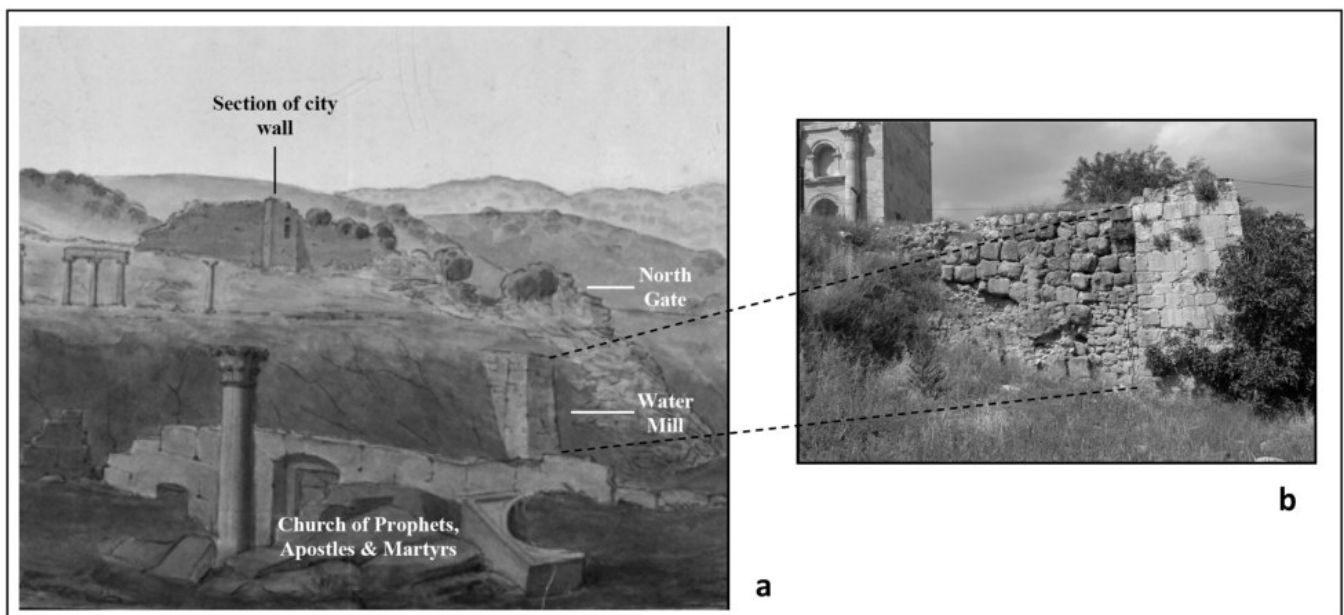 Section of city
wall
North
Gate
Water
Mill
Church of Prophets,
Apostles & Martyrs
a
b